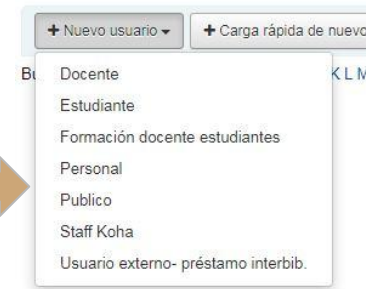 + Nuevo usuario
+ Carga rápida de nuevo
Bu K L M
Docente
Estudiante
Formación docente estudiantes
Personal
Publico
Staff Koha
Usuario externo- préstamo interbib.